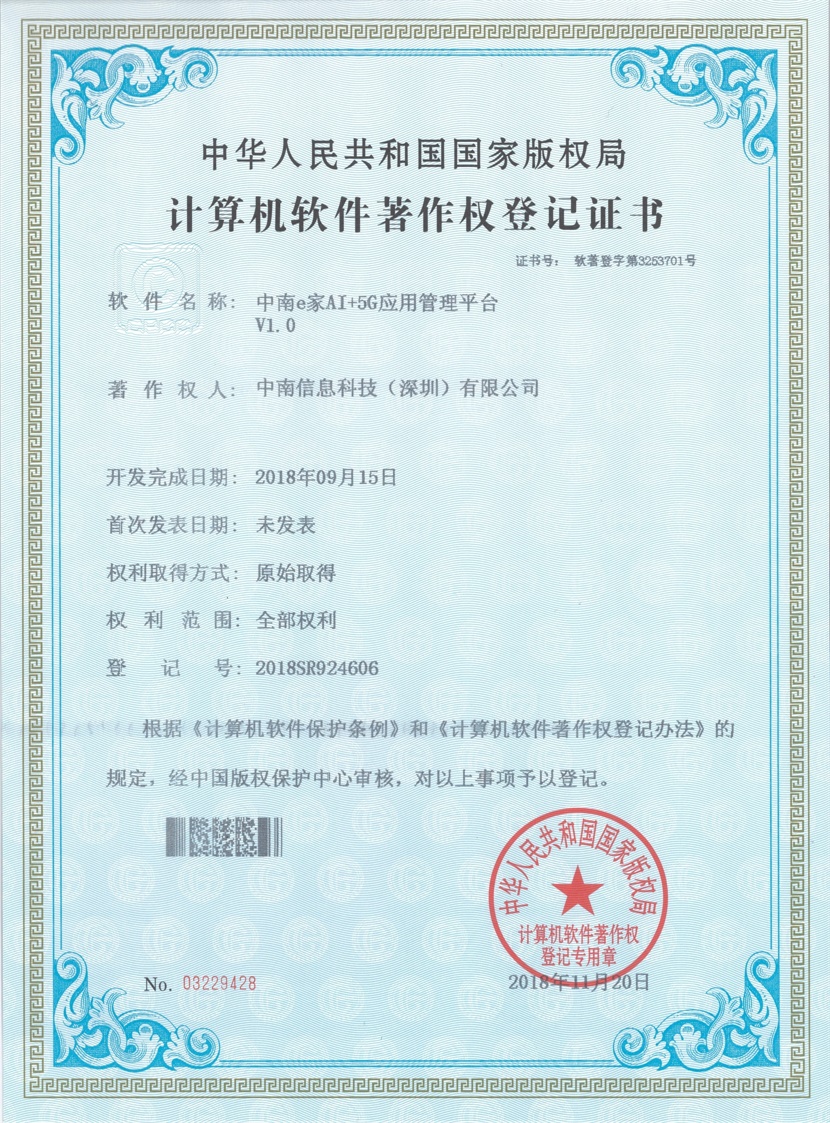 中华人民共和国国家版权局
计算机软件著作权登记证书
证书号： 软著登字第3253701号
软 件 名 称： 中南e家AI+5G应用管理平台
V1.0
著 作 权 人： 中南信息科技（深圳）有限公司
开发完成日期： 2018年09月15日
首次发表日期： 未发表
权利取得方式： 原始取得
权 利 范 围： 全部权利
登 记 号： 2018SR924606
根据《计算机软件保护条例》和《计算机软件著作权登记办法》的
规定，经中国版权保护中心审核，对以上事项予以登记。
中华人民共和国国家版权局
计算机软件著作权
登记专用章
No. 03229428
2018年11月20日